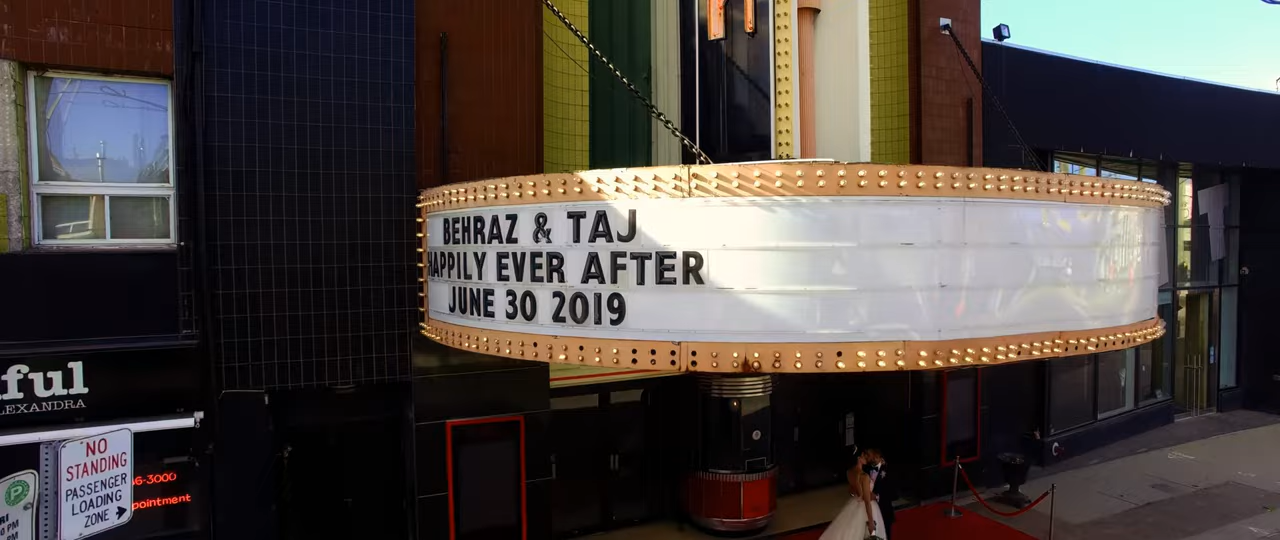 BEHRAZ & TAJ
HAPPILY EVER AFTER
JUNE 30 2019
ful
LEXANDRA
NO
STANDING
PASSENGER
LOADING
ZONE
6-3000
pointment
P